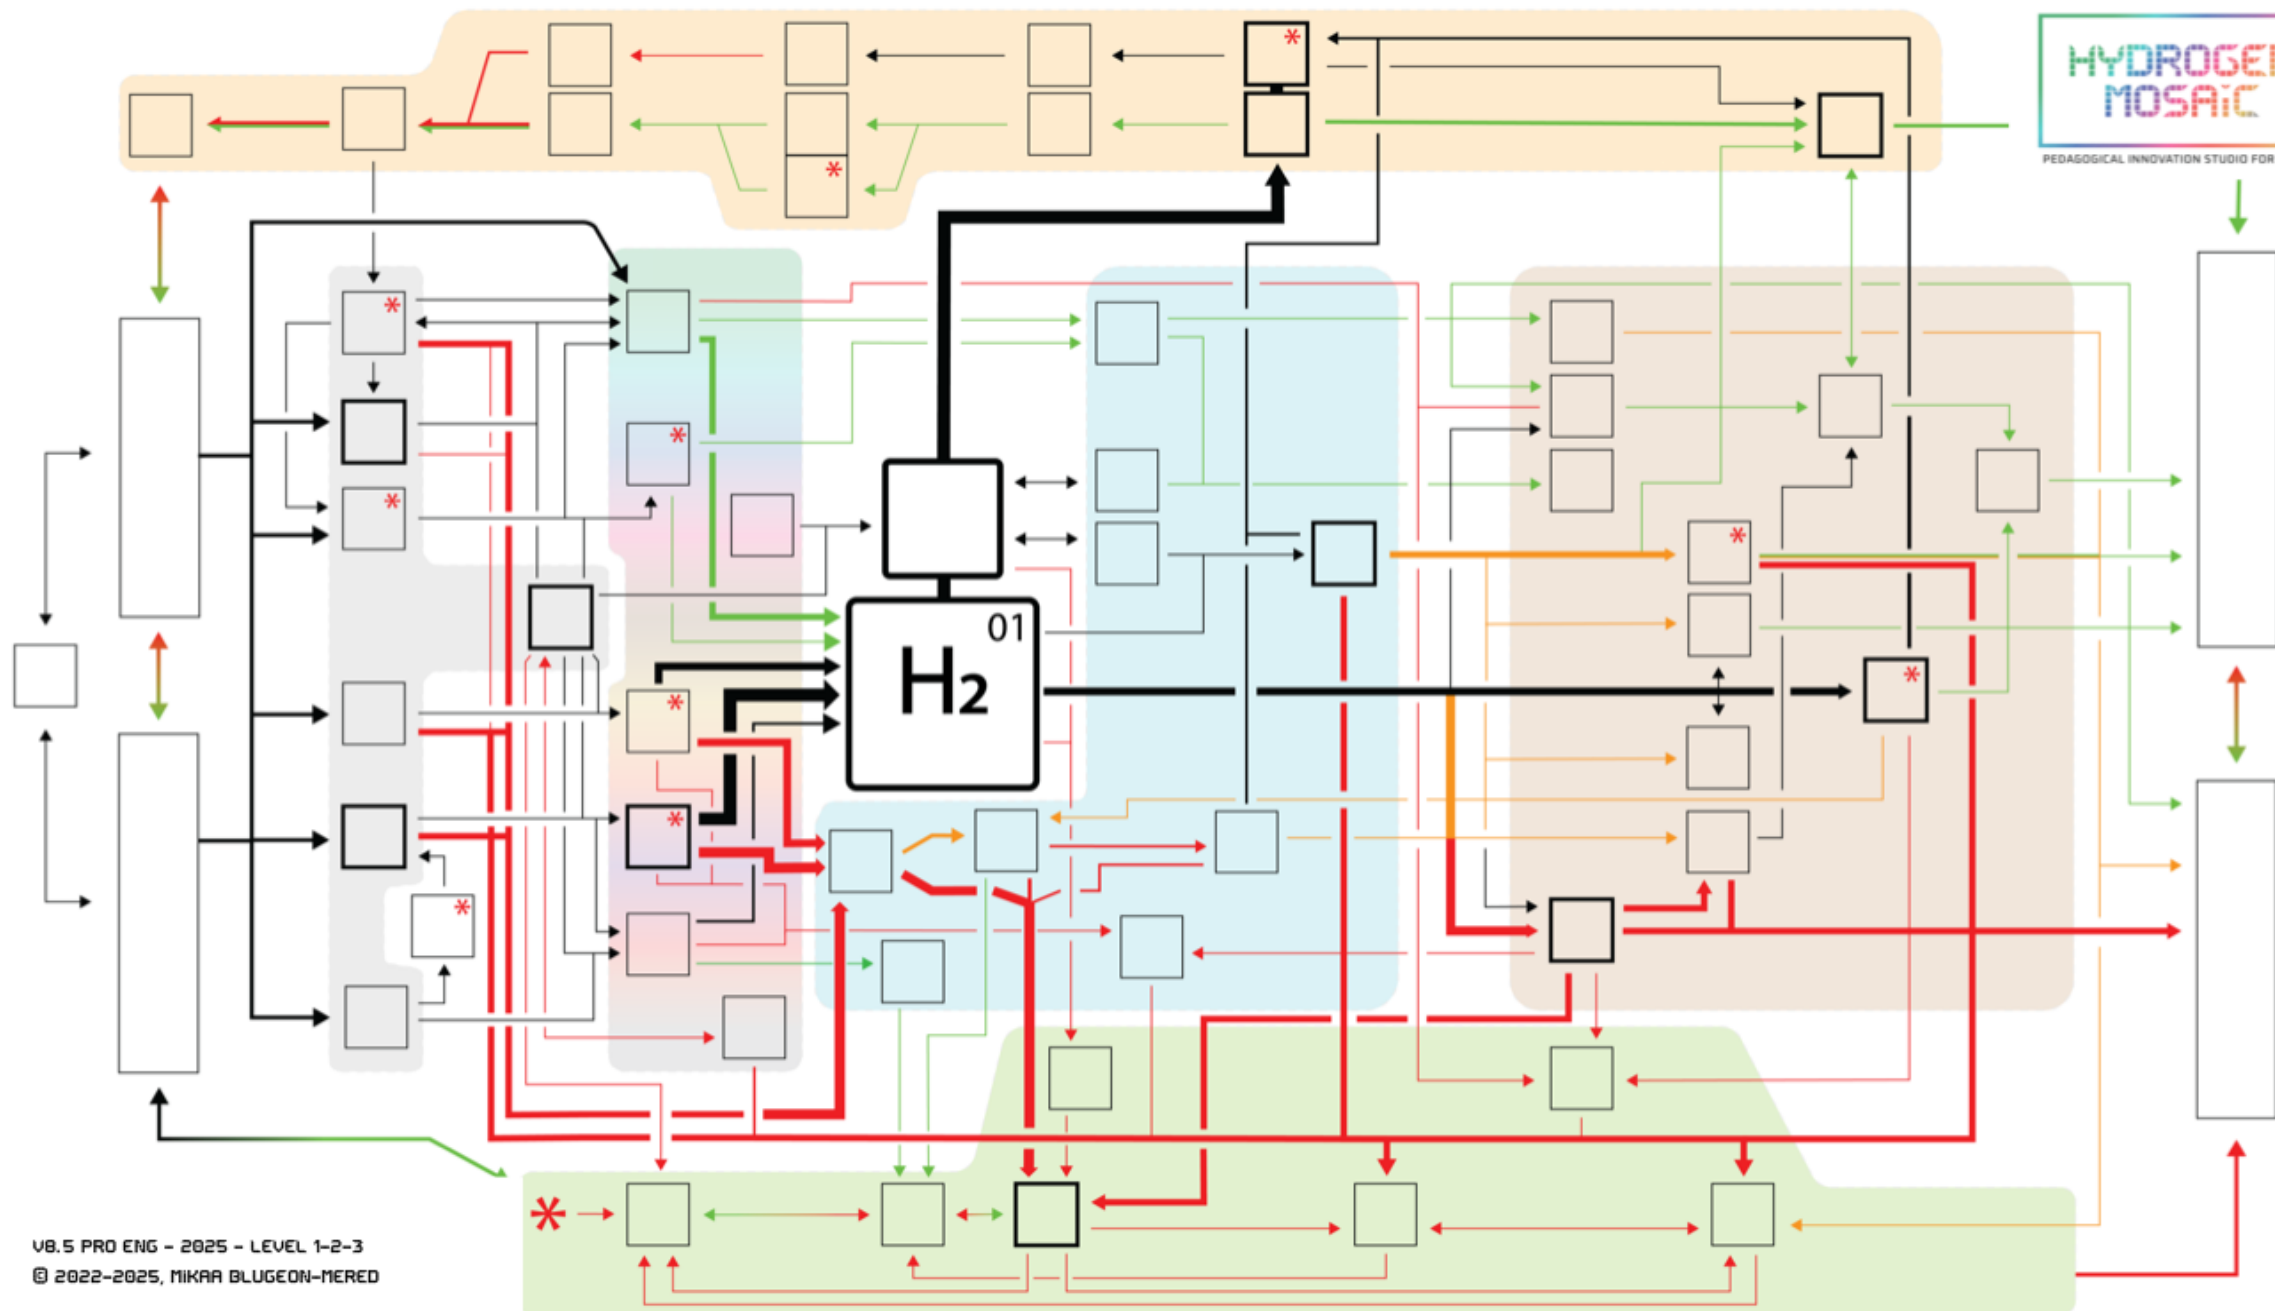 HYDROGE
MOSAïC
PEDAGOGICAL INNOVATION STUDIO FOR
01
H2
V8.5 PRO ENG - 2025 - LEVEL 1-2-3
© 2022-2025, MIKAA BLUGEON-MERED